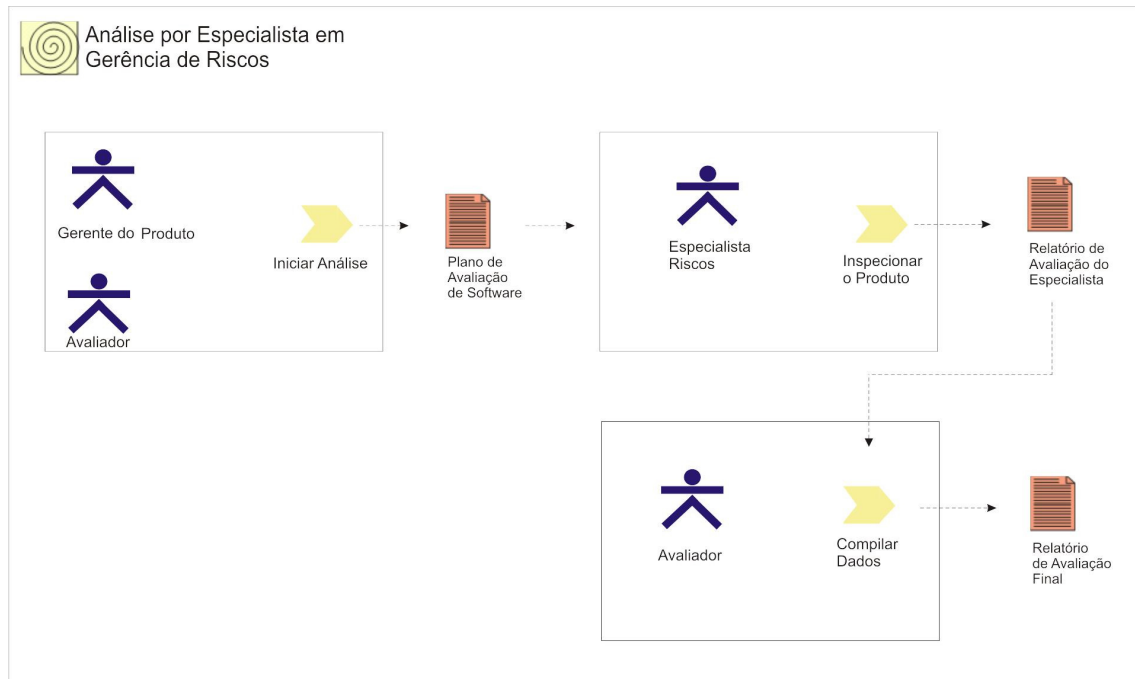 Análise por Especialista em
Gerência de Riscos
Gerente do Produto
Iniciar Análise
Avaliador
Plano de
Avaliação
de Software
Especialista
Riscos
Inspecionar
o Produto
Relatório de
Avaliação do
Especialista
Avaliador
Compilar
Dados
Relatório
de Avaliação
Final